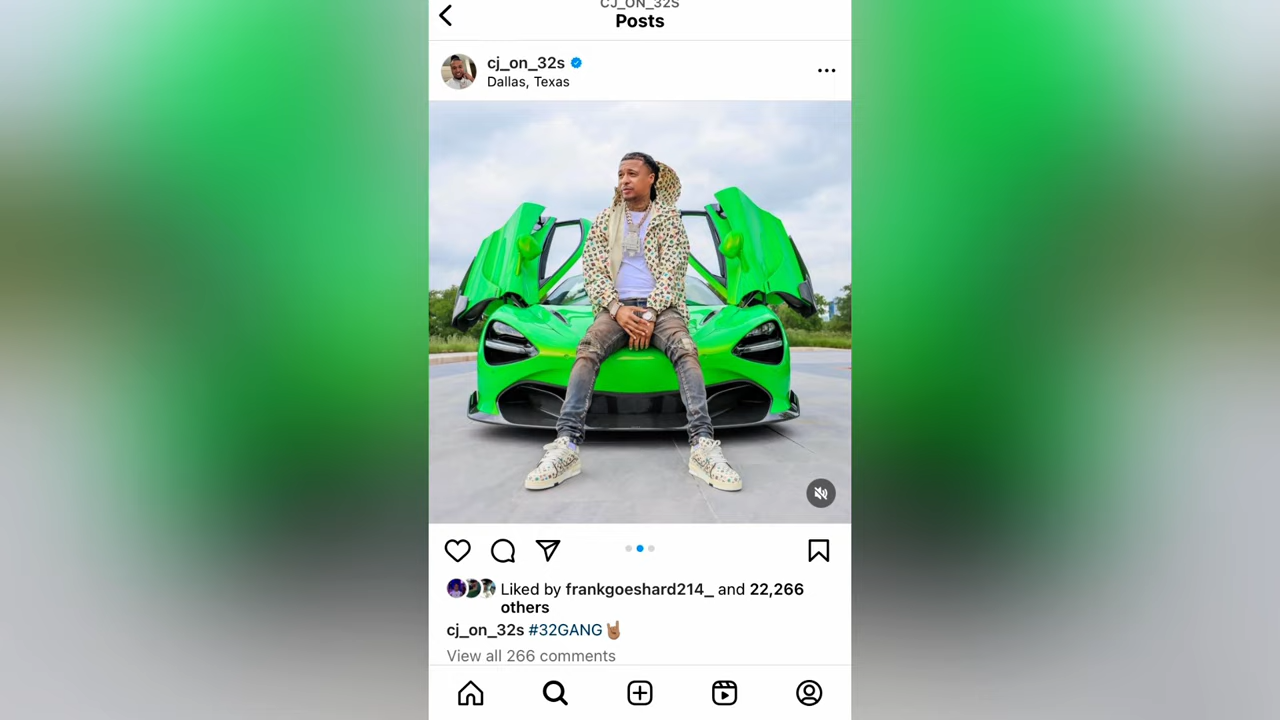 CJ_ON_32S
Posts
cj_on_32s
Dallas, Texas
Liked by frankgoeshard214_ and 22,266
others
cj_on_32s #32GANG🤘🏽
View all 266 comments